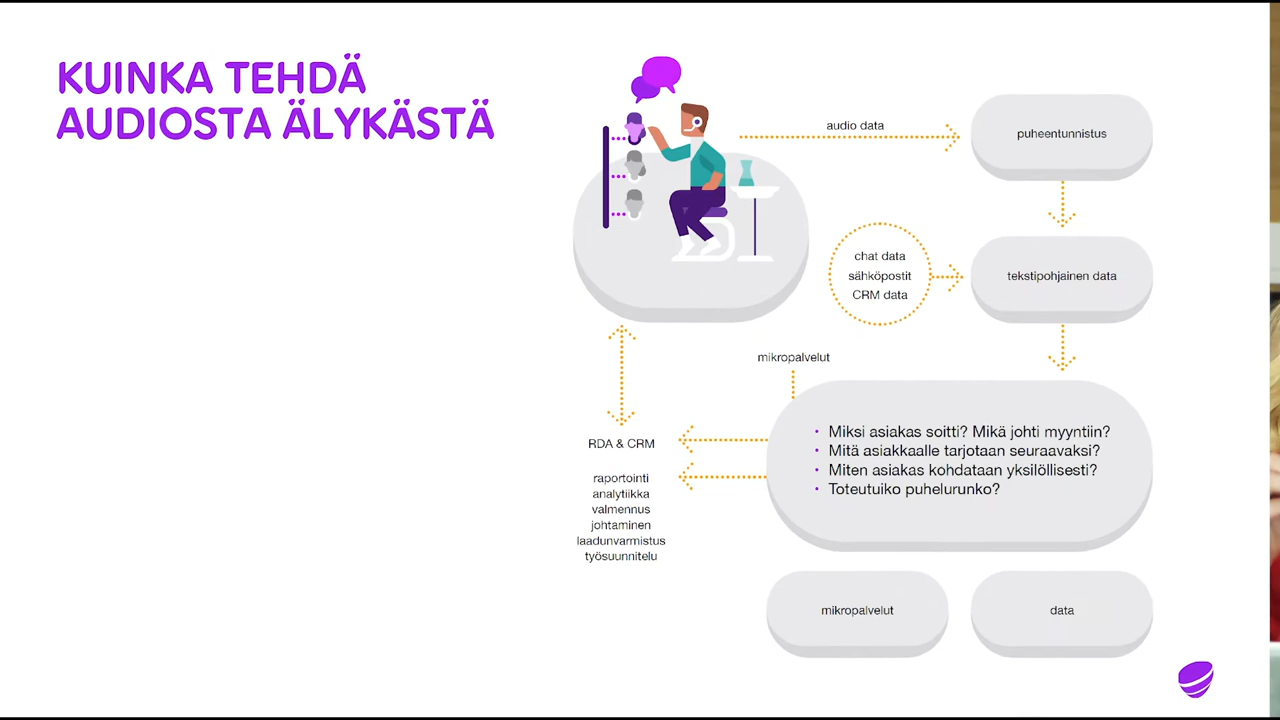 KUINKA TEHDÄ
AUDIOSTA ÄLYKÄSTÄ
audio data
puheentunnistus
chat data
sähköpostit
CRM data
tekstipohjainen data
mikropalvelut
Miksi asiakas soitti? Mikä johti myyntiin?
Mitä asiakkaalle tarjotaan seuraavaksi?
Miten asiakas kohdataan yksilöllisesti?
Toteutuiko puhelurunko?
RDA & CRM
raportointi
analytiikka
valmennus
johtaminen
laadunvarmistus
työsuunnitelu
mikropalvelut
data